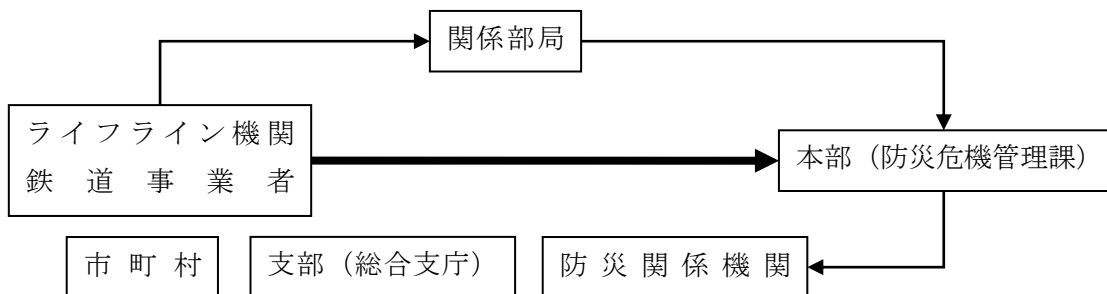 関係部局
ライフライン機関
鉄道事業者
本部（防災危機管理課）
市町村
支部（総合支庁）
防災関係機関